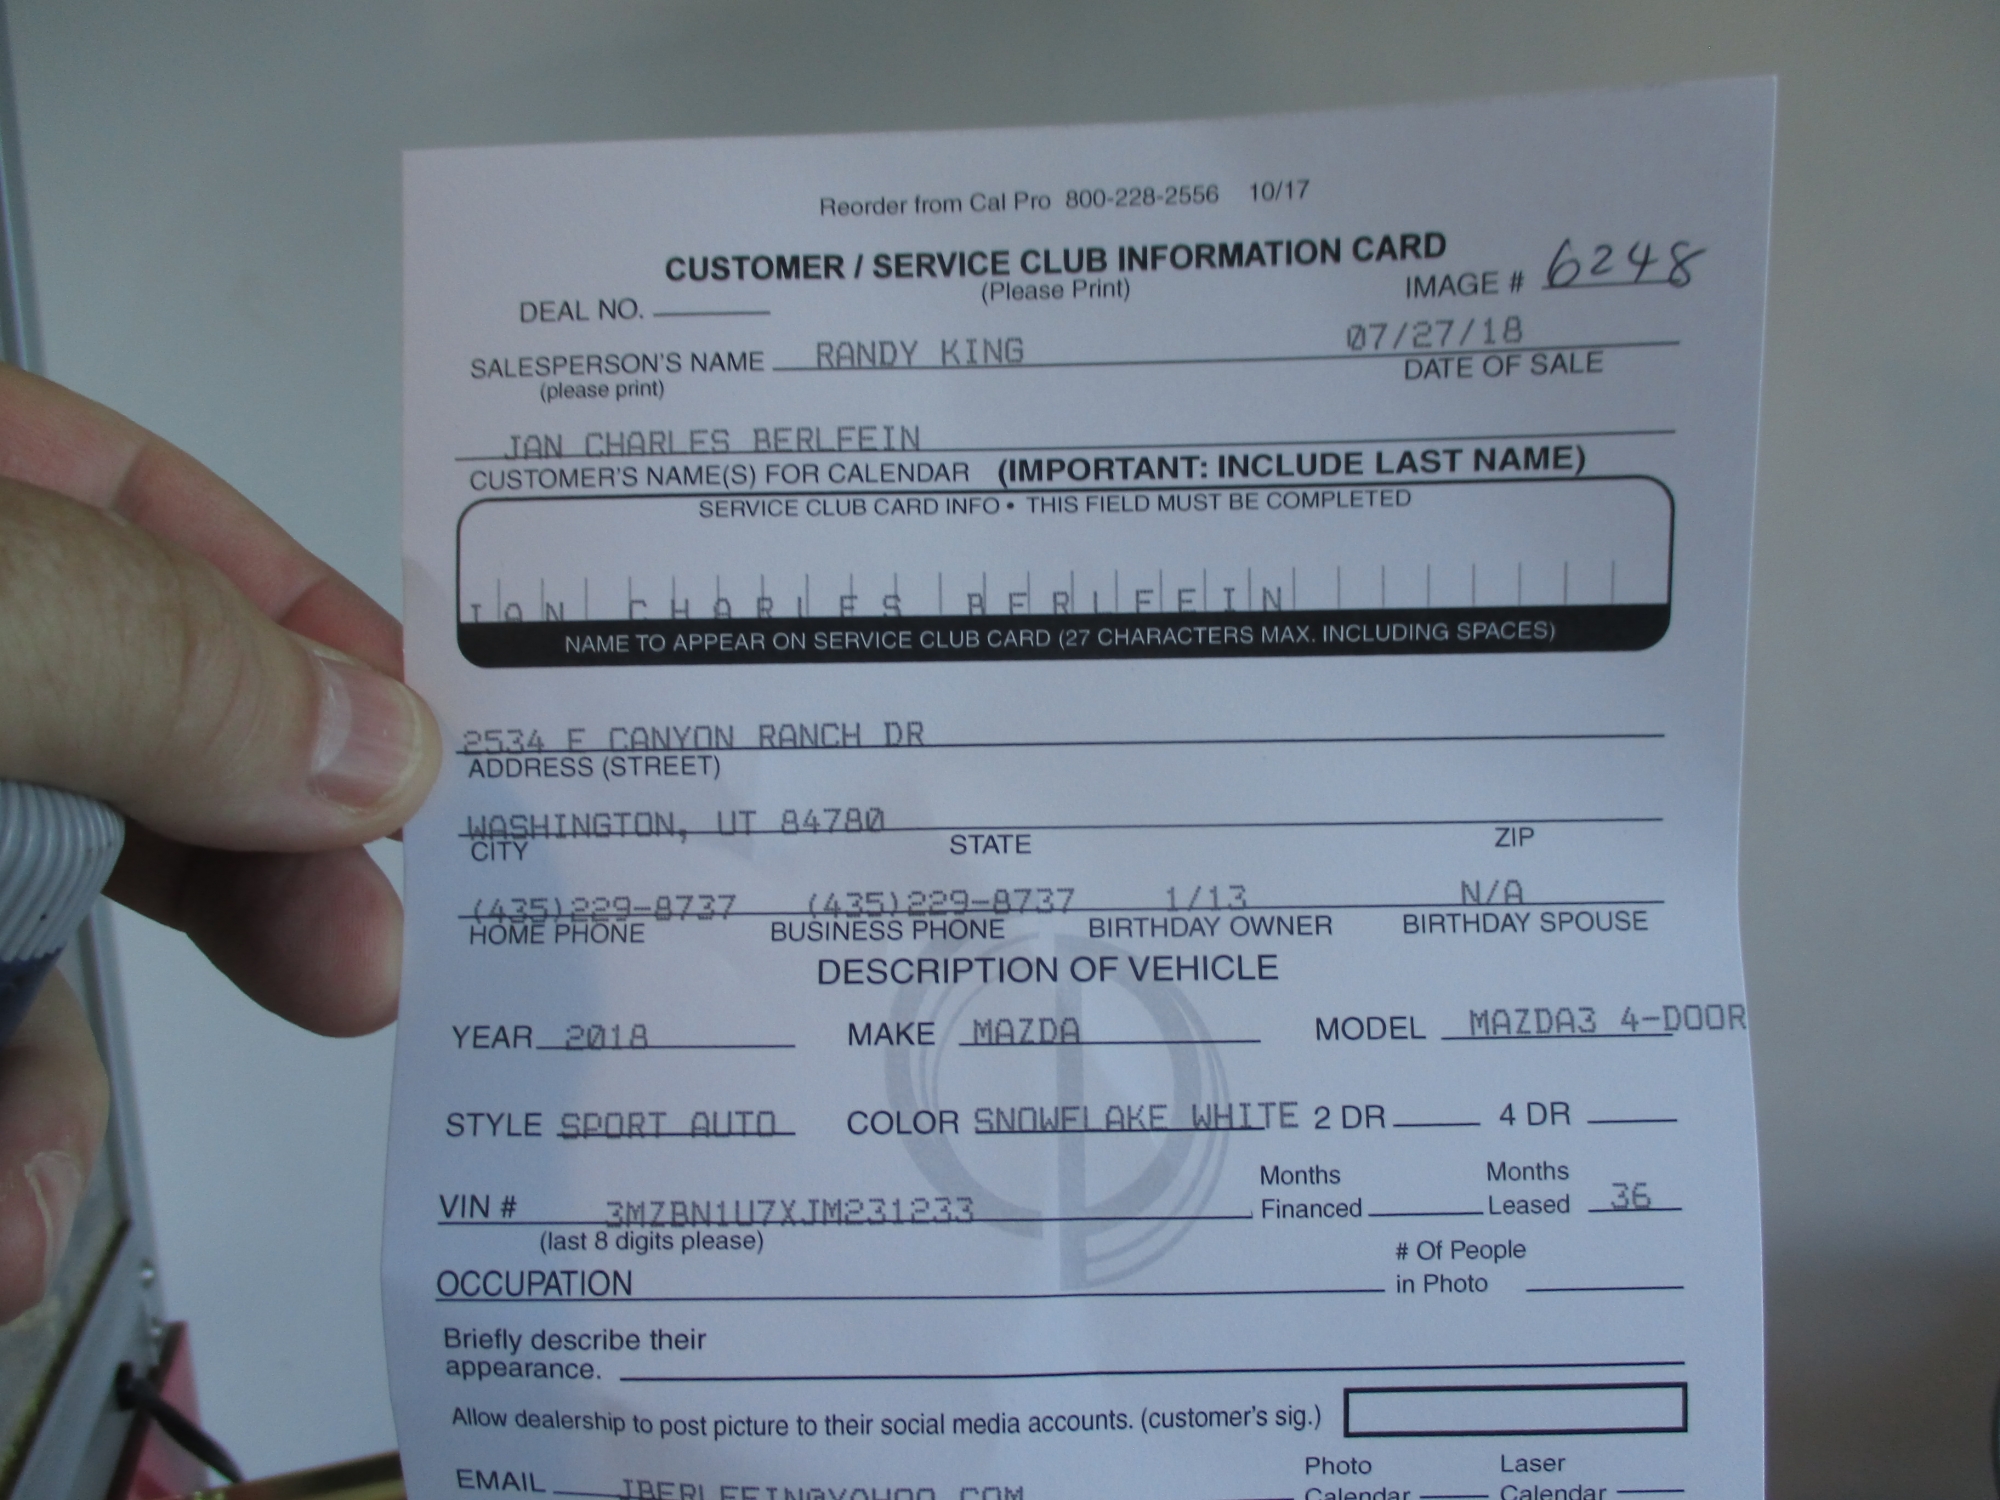 Reorder from Cal Pro 800-228-2556 10/17
CUSTOMER / SERVICE CLUB INFORMATION CARD
(Please Print)
IMAGE # 6248
DEAL NO.
SALESPERSON'S NAME RANDY KING 07/27/18
(please print) DATE OF SALE
JAN CHARLES BERLFEIN
CUSTOMER'S NAME(S) FOR CALENDAR (IMPORTANT: INCLUDE LAST NAME)
SERVICE CLUB CARD INFO • THIS FIELD MUST BE COMPLETED
JAN CHARLES BERLFEIN
NAME TO APPEAR ON SERVICE CLUB CARD (27 CHARACTERS MAX. INCLUDING SPACES)
2534 E CANYON RANCH DR
ADDRESS (STREET)
WASHINGTON, UT 84780
CITY STATE ZIP
(435)229-8737 (435)229-8737 1/13 N/A
HOME PHONE BUSINESS PHONE BIRTHDAY OWNER BIRTHDAY SPOUSE
DESCRIPTION OF VEHICLE
YEAR 2018 MAKE MAZDA MODEL MAZDA3 4-DOOR
STYLE SPORT AUTO COLOR SNOWFLAKE WHITE 2 DR 4 DR
Months Months
VIN # 3MZBN1U7XJM231233 Financed Leased 36
(last 8 digits please)
# Of People
OCCUPATION in Photo
Briefly describe their
appearance.
Allow dealership to post picture to their social media accounts. (customer's sig.)
Photo Laser
EMAIL JBERLFEIN@YAHOO.COM Calendar Calendar